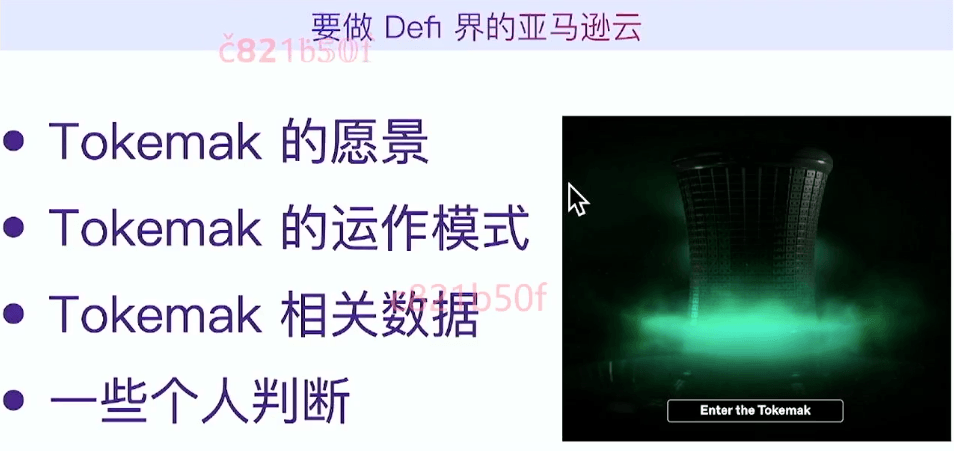 要做 Defi 界的亚马逊云
č821b50f
• Tokemak 的愿景
• Tokemak 的运作模式
c821b50f
• Tokemak 相关数据
• 一些个人判断
Enter the Tokemak